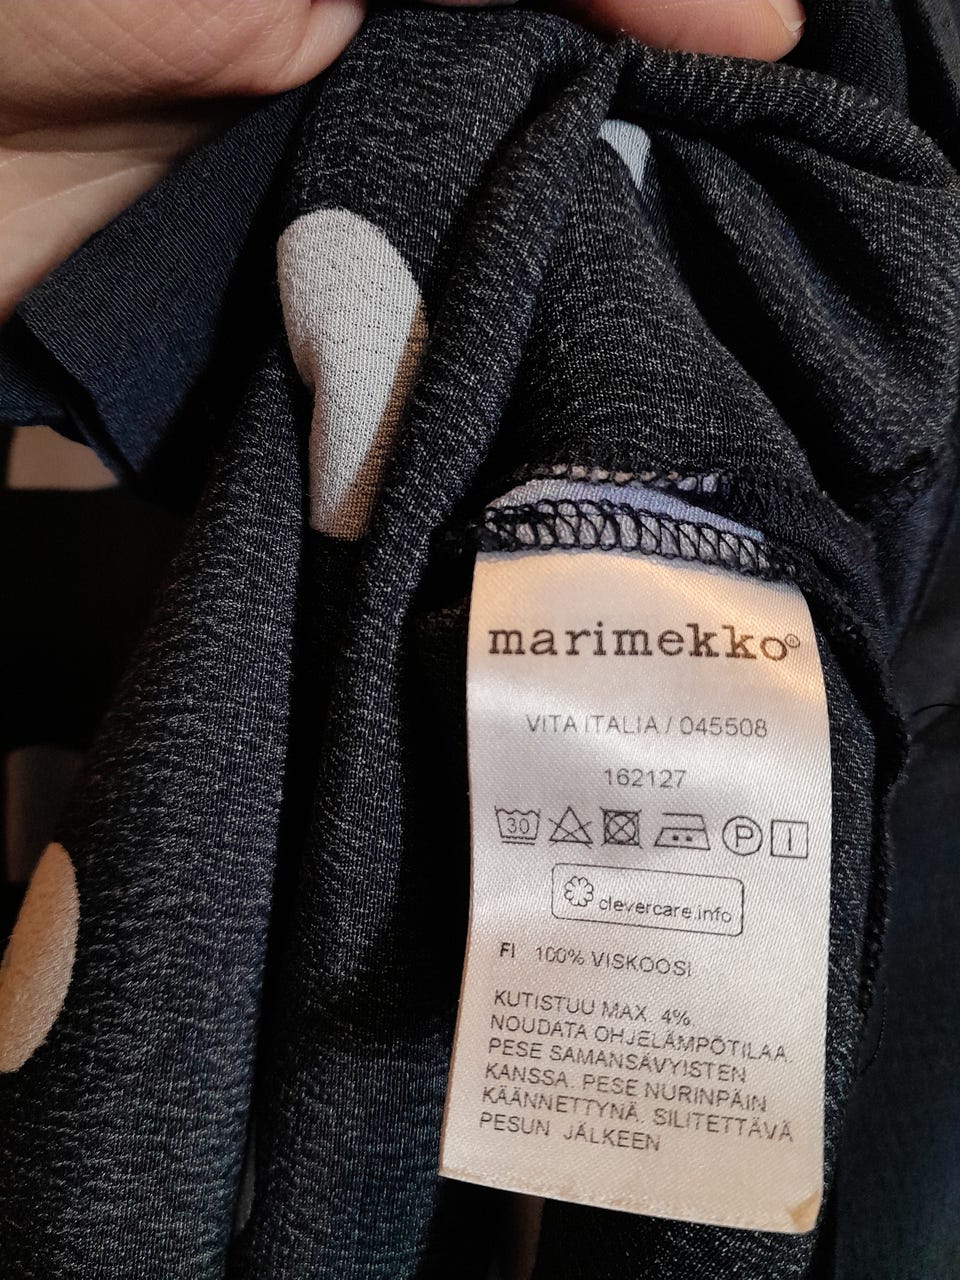 marimekko®
VITA ITALIA / 045508
162127
30
P
I
clevercare.info
FI 100% VISKOOSI
KUTISTUU MAX. 4%
NOUDATA OHJELÄMPÖTILAA.
PESE SAMANSÄVYISTEN
KANSSA. PESE NURINPÄIN
KÄÄNNETTYNÄ. SILITETTÄVÄ
PESUN JÄLKEEN